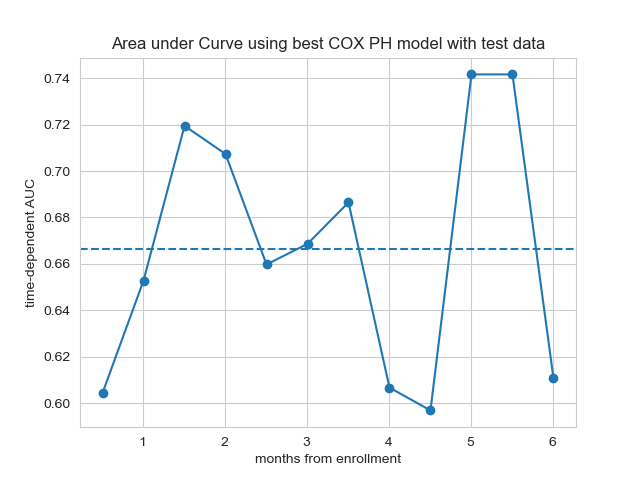 Area under Curve using best COX PH model with test data
time-dependent AUC
0.74
0.72
0.70
0.68
0.66
0.64
0.62
0.60
1 2 3 4 5 6
months from enrollment